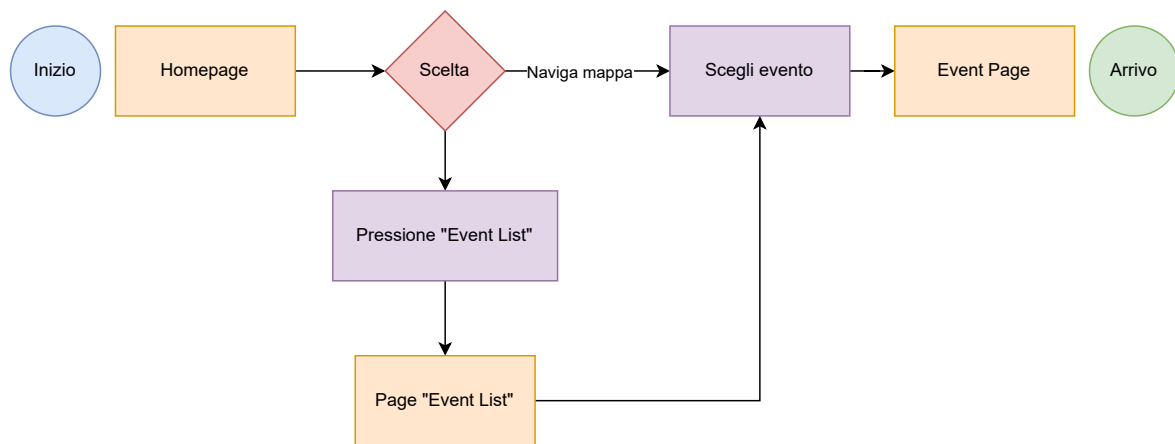 Inizio
Homepage
Scelta
Naviga mappa
Scegli evento
Event Page
Arrivo
Pressione "Event List"
Page "Event List"